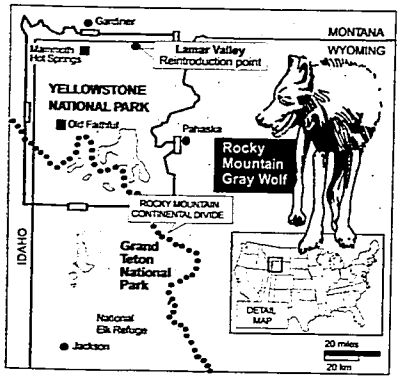 Gardner
MONTANA
WYOMING
Mammoth
Hot Springs
Lamar Valley
Reintroduction point
YELLOWSTONE
NATIONAL PARK
Old Faithful
Pahaska
Rocky
Mountain
Gray Wolf
ROCKY MOUNTAIN
CONTINENTAL DIVIDE
IDAHO
Grand
Teton
National
Park
National
Elk Refuge
Jackson
DETAIL
MAP
20 miles
20 km